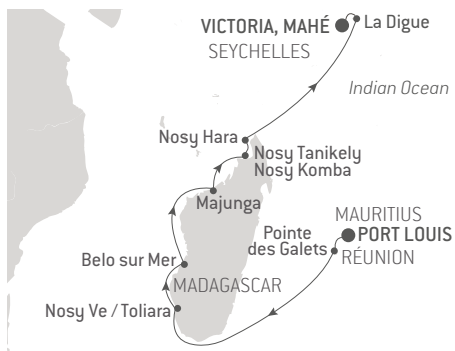 VICTORIA, MAHÉ
La Digue
SEYCHELLES
Indian Ocean
Nosy Hara
Nosy Tanikely
Nosy Komba
Majunga
MAURITIUS
Pointe
des Galets
PORT LOUIS
RÉUNION
Belo sur Mer
MADAGASCAR
Nosy Ve / Toliara